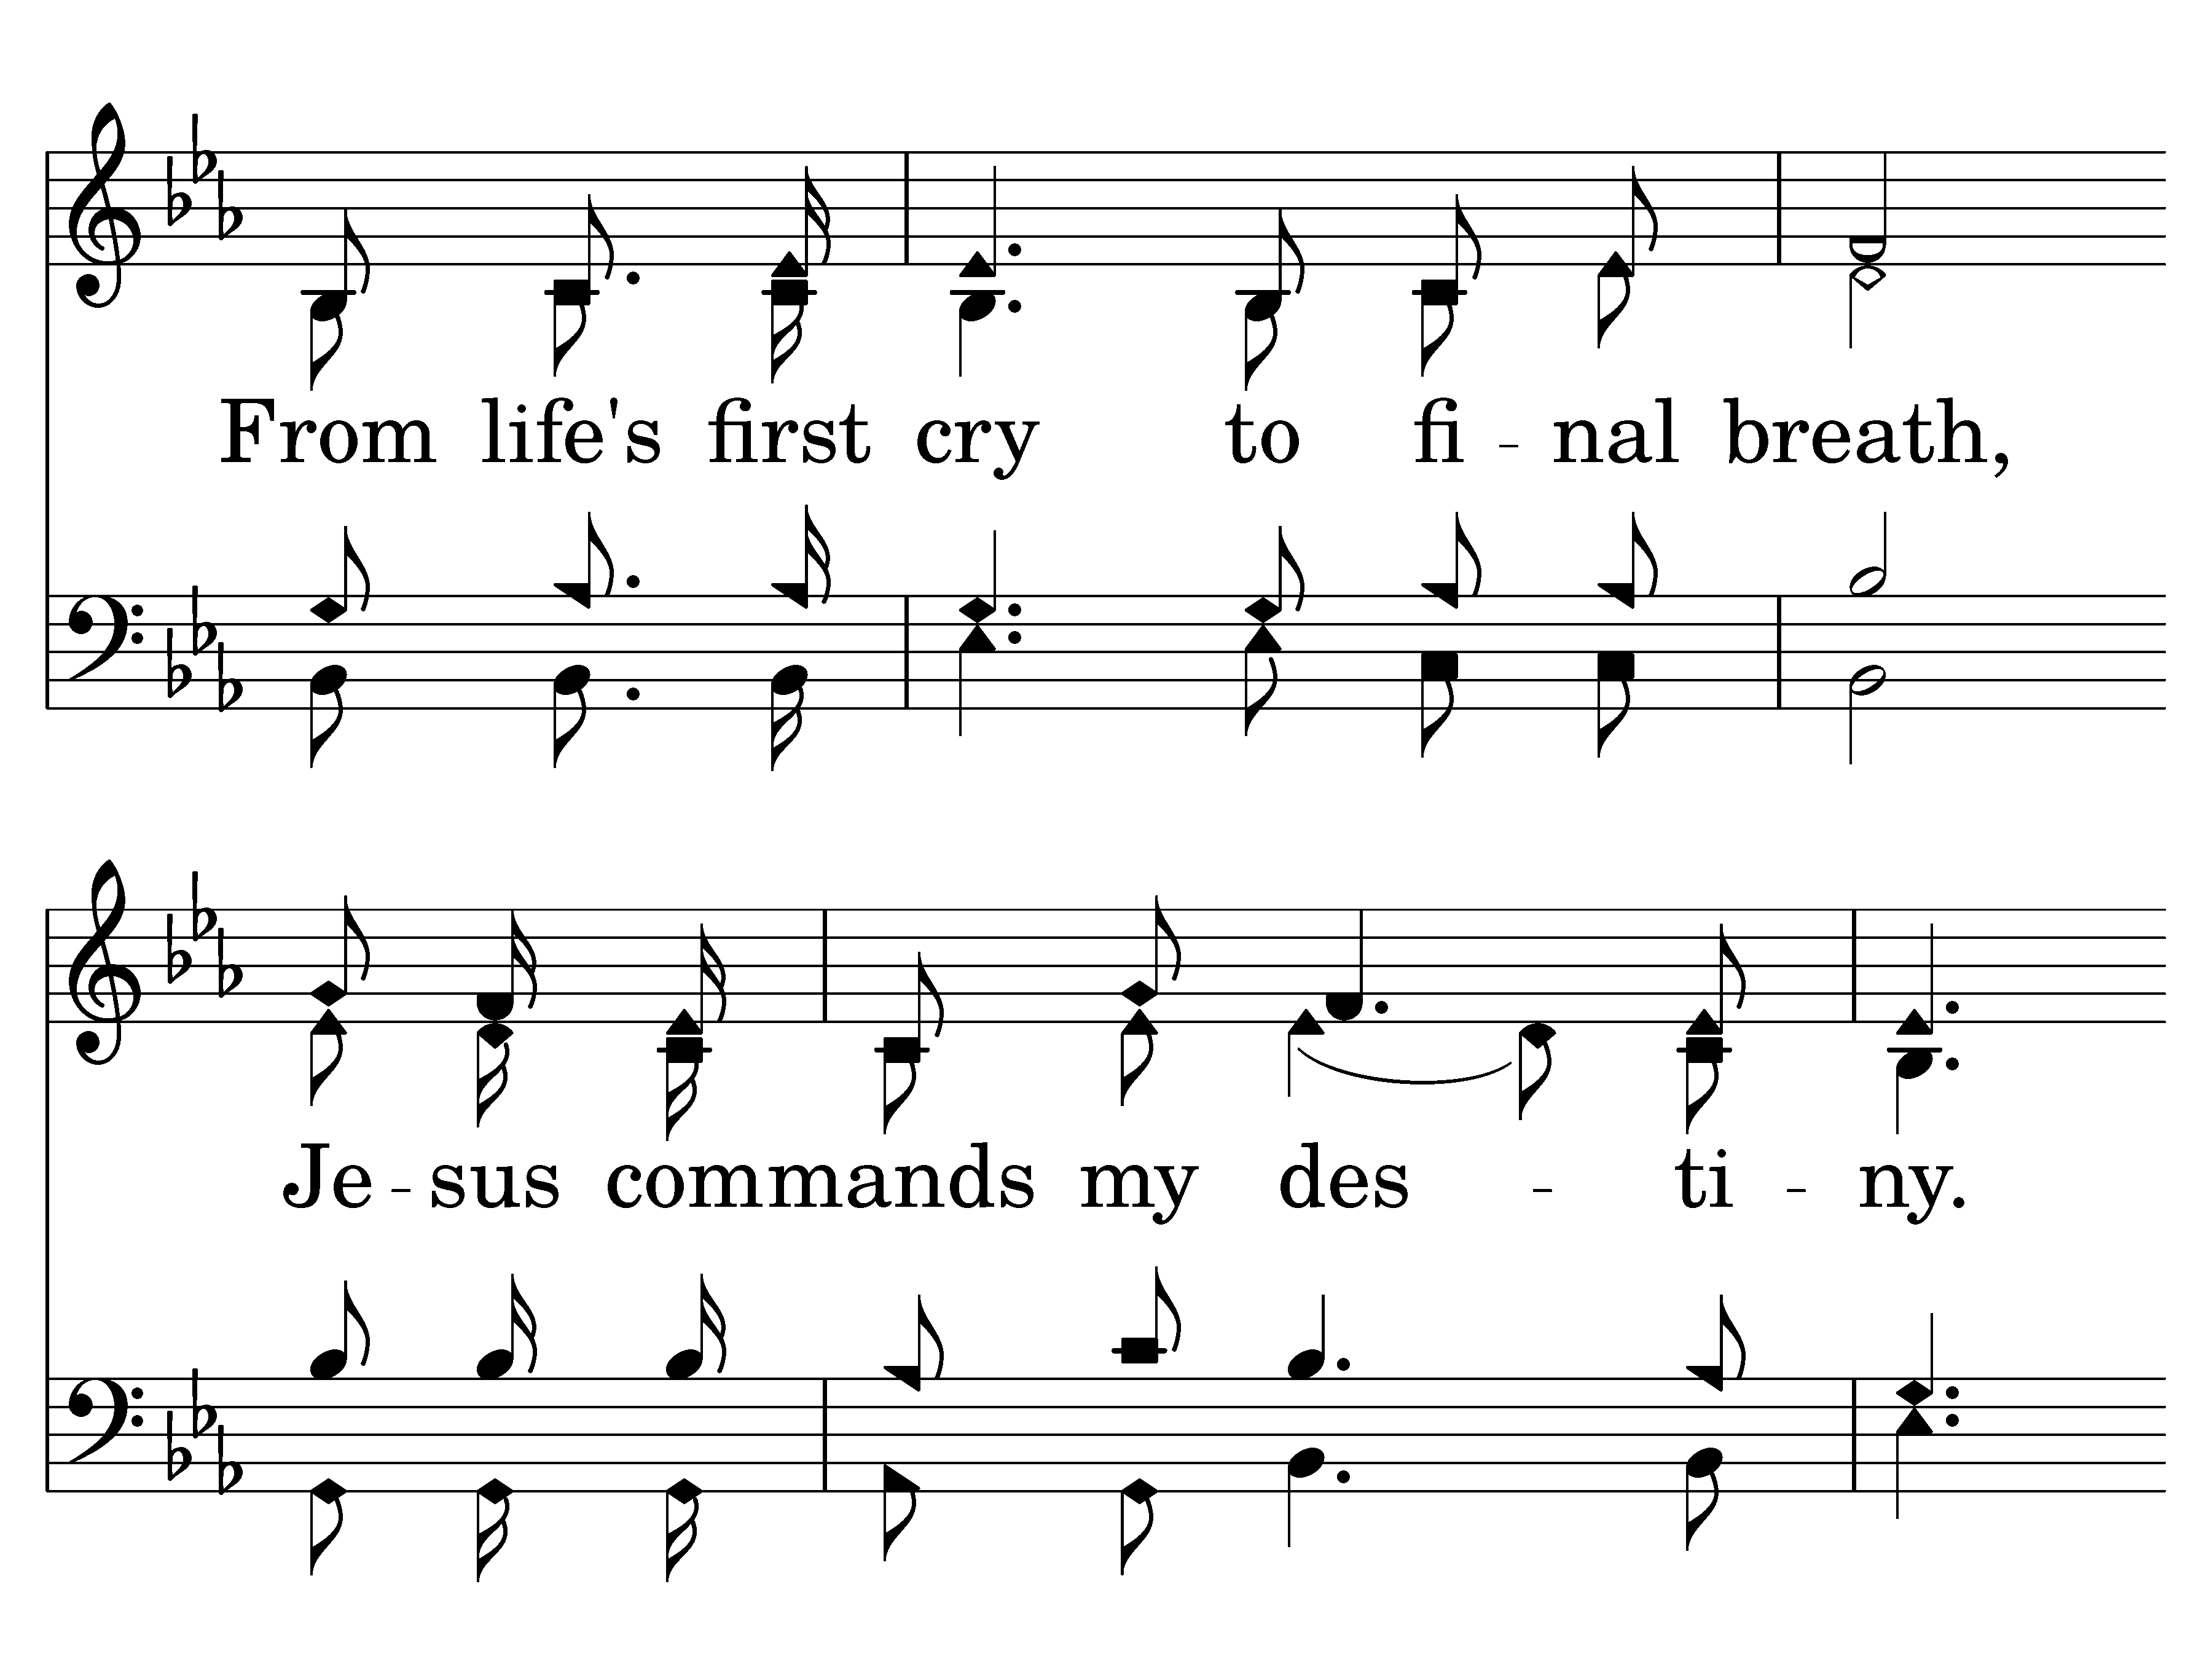 From life's first cry to fi - nal breath,
Je - sus commands my des - ti - ny.